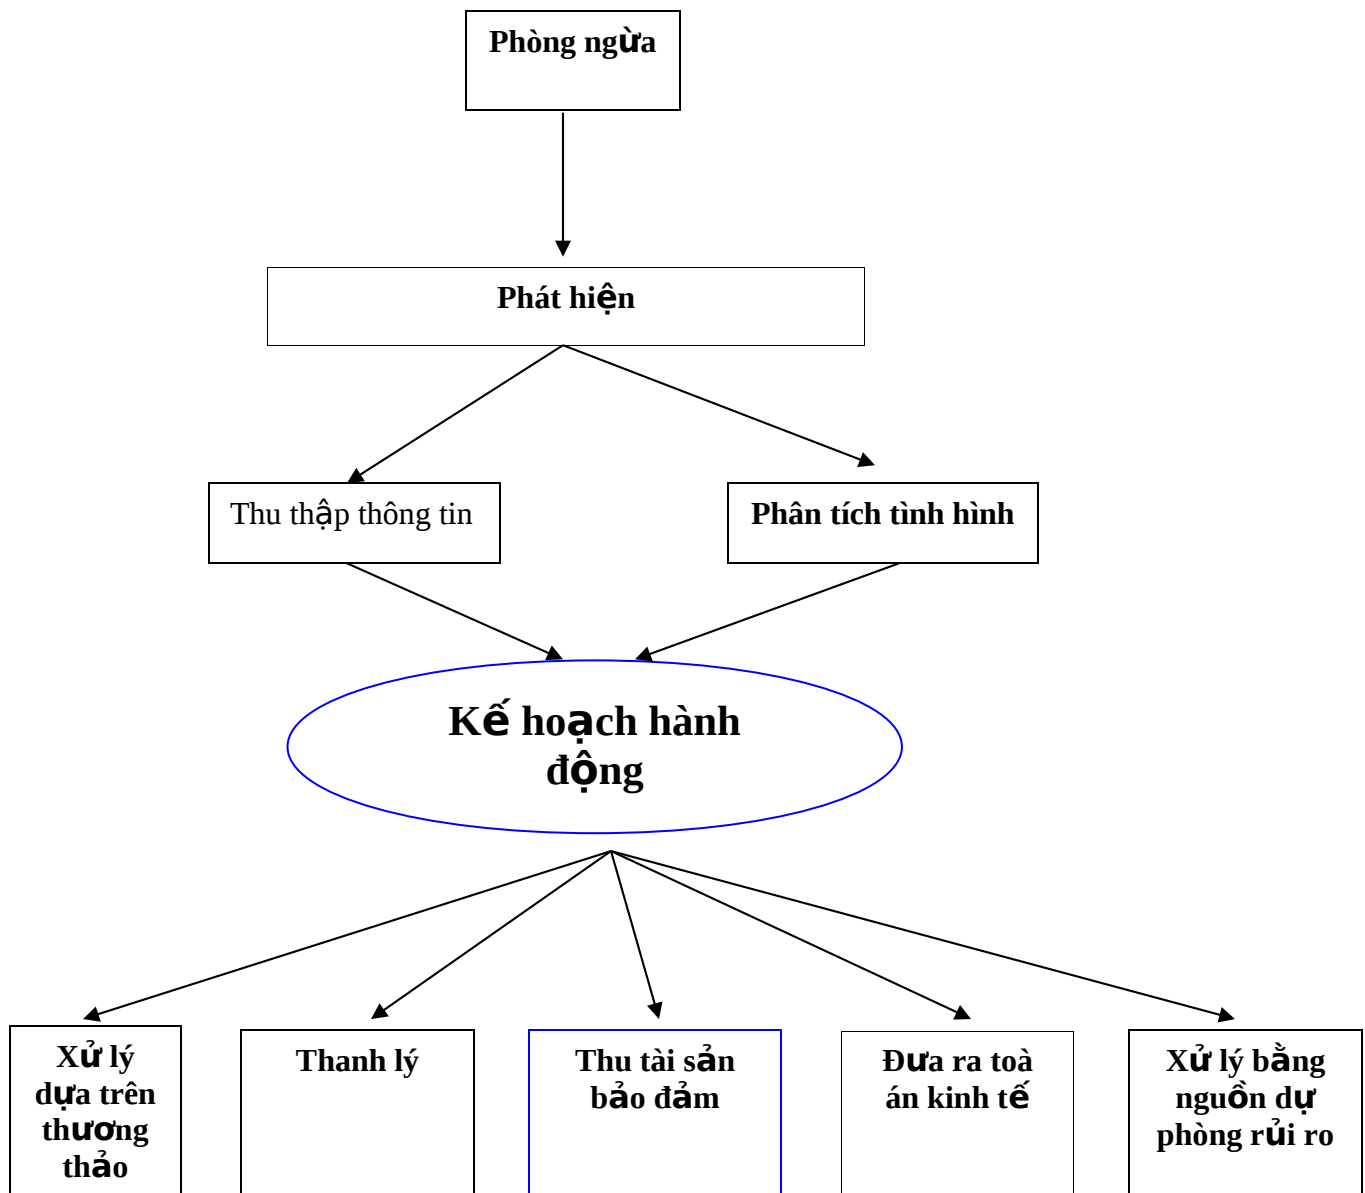 Phòng ngừa
Phát hiện
Thu thập thông tin
Phân tích tình hình
Kế hoạch hành
động
Xử lý
dựa trên
thương
thảo
Thanh lý
Thu tài sản
bảo đảm
Đưa ra toà
án kinh tế
Xử lý bằng
nguồn dự
phòng rủi ro